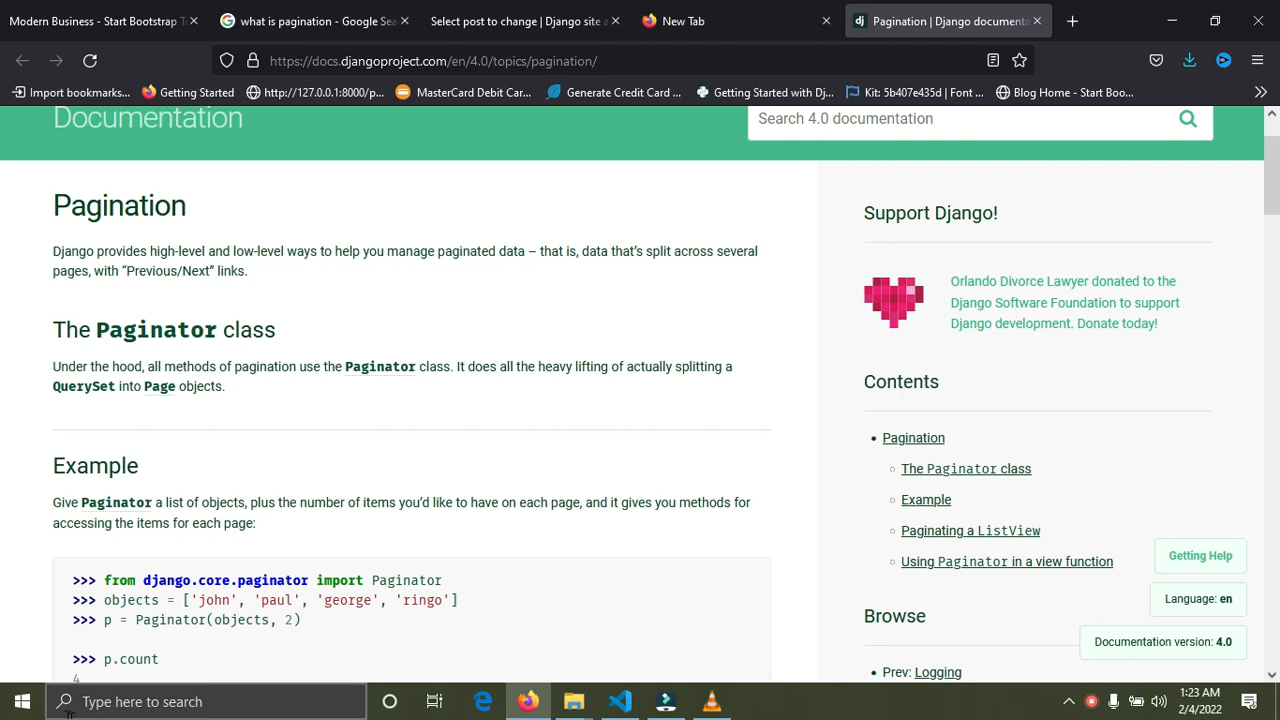 Modern Business - Start Bootstrap T
what is pagination - Google Sea
Select post to change | Django site a
New Tab
Pagination | Django documenta
https://docs.djangoproject.com/en/4.0/topics/pagination/
Import bookmarks...
Getting Started
http://127.0.0.1:8000/p...
MasterCard Debit Car...
Generate Credit Card ...
Getting Started with Dj...
Kit: 5b407e435d | Font ...
Blog Home - Start Boo...
Documentation
Search 4.0 documentation
Pagination
Django provides high-level and low-level ways to help you manage paginated data – that is, data that's split across several
pages, with “Previous/Next” links.
The Paginator class
Under the hood, all methods of pagination use the Paginator class. It does all the heavy lifting of actually splitting a
QuerySet into Page objects.
Example
Give Paginator a list of objects, plus the number of items you'd like to have on each page, and it gives you methods for
accessing the items for each page:
>>> from django.core.paginator import Paginator
>>> objects = ['john', 'paul', 'george', 'ringo']
>>> p = Paginator(objects, 2)
>>> p.count
4
Support Django!
Orlando Divorce Lawyer donated to the
Django Software Foundation to support
Django development. Donate today!
Contents
Pagination
The Paginator class
Example
Paginating a ListView
Using Paginator in a view function
Browse
Prev: Logging
Getting Help
Language: en
Documentation version: 4.0
Type here to search
1:23 AM
2/4/2022